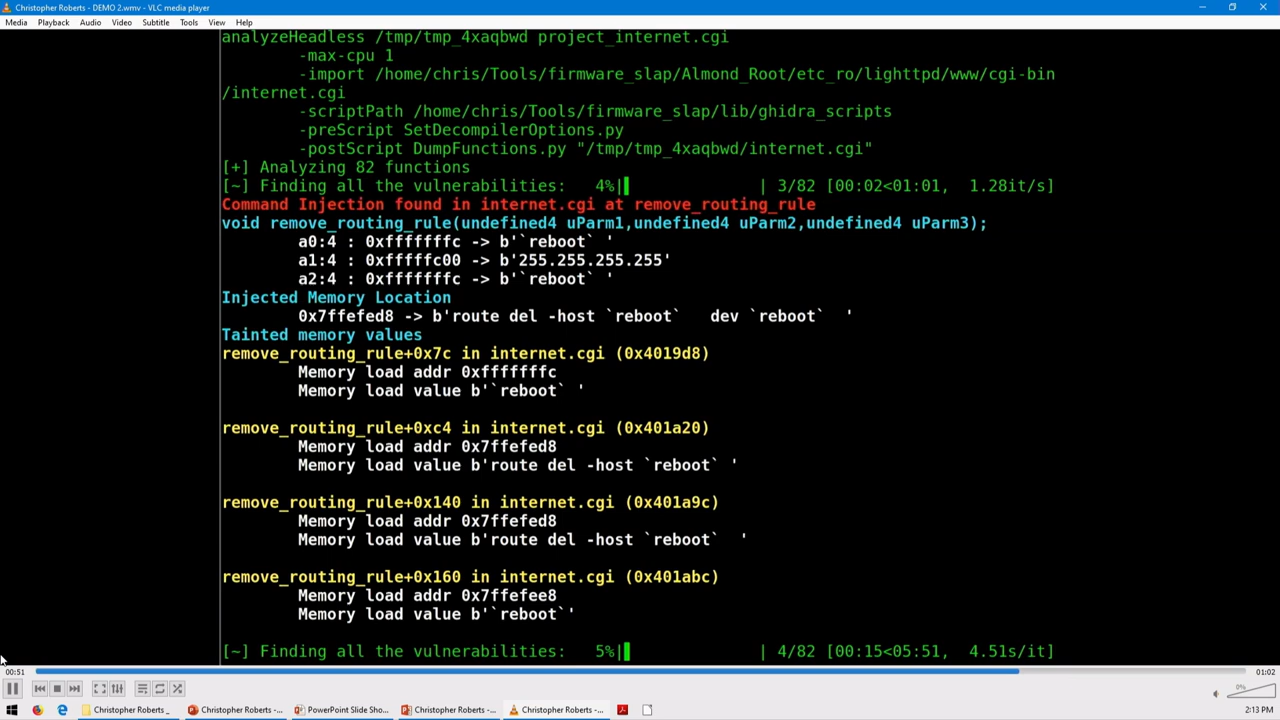 Christopher Roberts - DEMO 2.wmv - VLC media player
Media Playback Audio Video Subtitle Tools View Help
analyzeHeadless /tmp/tmp_4xaqbwd project_internet.cgi
-max-cpu 1
-import /home/chris/Tools/firmware_slap/Almond_Root/etc_ro/lighttpd/www/cgi-bin
/internet.cgi
-scriptPath /home/chris/Tools/firmware_slap/lib/ghidra_scripts
-preScript SetDecompilerOptions.py
-postScript DumpFunctions.py "/tmp/tmp_4xaqbwd/internet.cgi"
[+] Analyzing 82 functions
[~] Finding all the vulnerabilities:   4%|          | 3/82 [00:02<01:01,  1.28it/s]
Command Injection found in internet.cgi at remove_routing_rule
void remove_routing_rule(undefined4 uParm1,undefined4 uParm2,undefined4 uParm3);
a0:4 : 0xfffffffc -> b'`reboot` '
a1:4 : 0xfffffc00 -> b'255.255.255.255'
a2:4 : 0xfffffffc -> b'`reboot` '
Injected Memory Location
0x7ffefed8 -> b'route del -host `reboot`   dev `reboot`  '
Tainted memory values
remove_routing_rule+0x7c in internet.cgi (0x4019d8)
Memory load addr 0xfffffffc
Memory load value b'`reboot` '
remove_routing_rule+0xc4 in internet.cgi (0x401a20)
Memory load addr 0x7ffefed8
Memory load value b'route del -host `reboot` '
remove_routing_rule+0x140 in internet.cgi (0x401a9c)
Memory load addr 0x7ffefed8
Memory load value b'route del -host `reboot`  '
remove_routing_rule+0x160 in internet.cgi (0x401abc)
Memory load addr 0x7ffefee8
Memory load value b'`reboot`'
[~] Finding all the vulnerabilities:   5%|          | 4/82 [00:15<05:51,  4.51s/it]
00:51 01:02
0%
Christopher Roberts _ Christopher Roberts -... PowerPoint Slide Sho... Christopher Roberts -... Christopher Roberts -... 2:13 PM